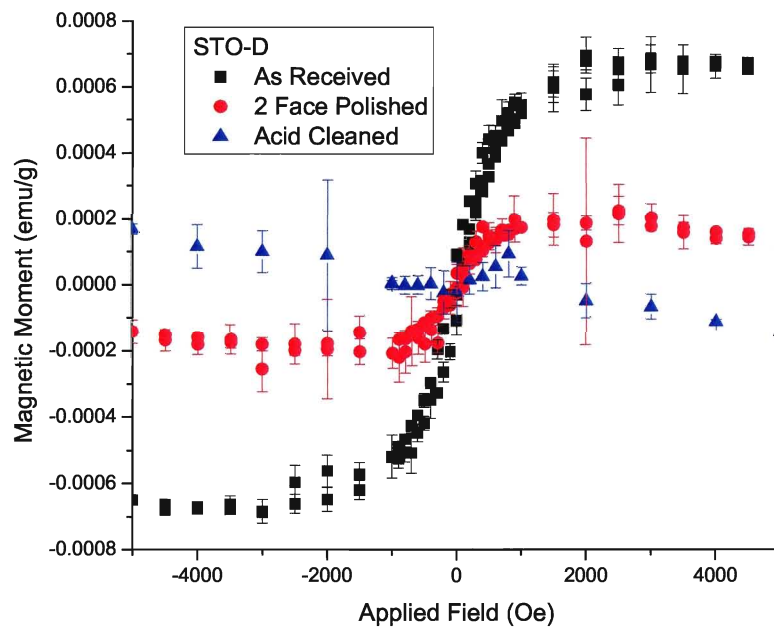 0.0008
0.0006
0.0004
0.0002
0.0000
-0.0002
-0.0004
-0.0006
-0.0008
Magnetic Moment (emu/g)
STO-D
As Received
2 Face Polished
Acid Cleaned
-4000 -2000 0 2000 4000
Applied Field (Oe)